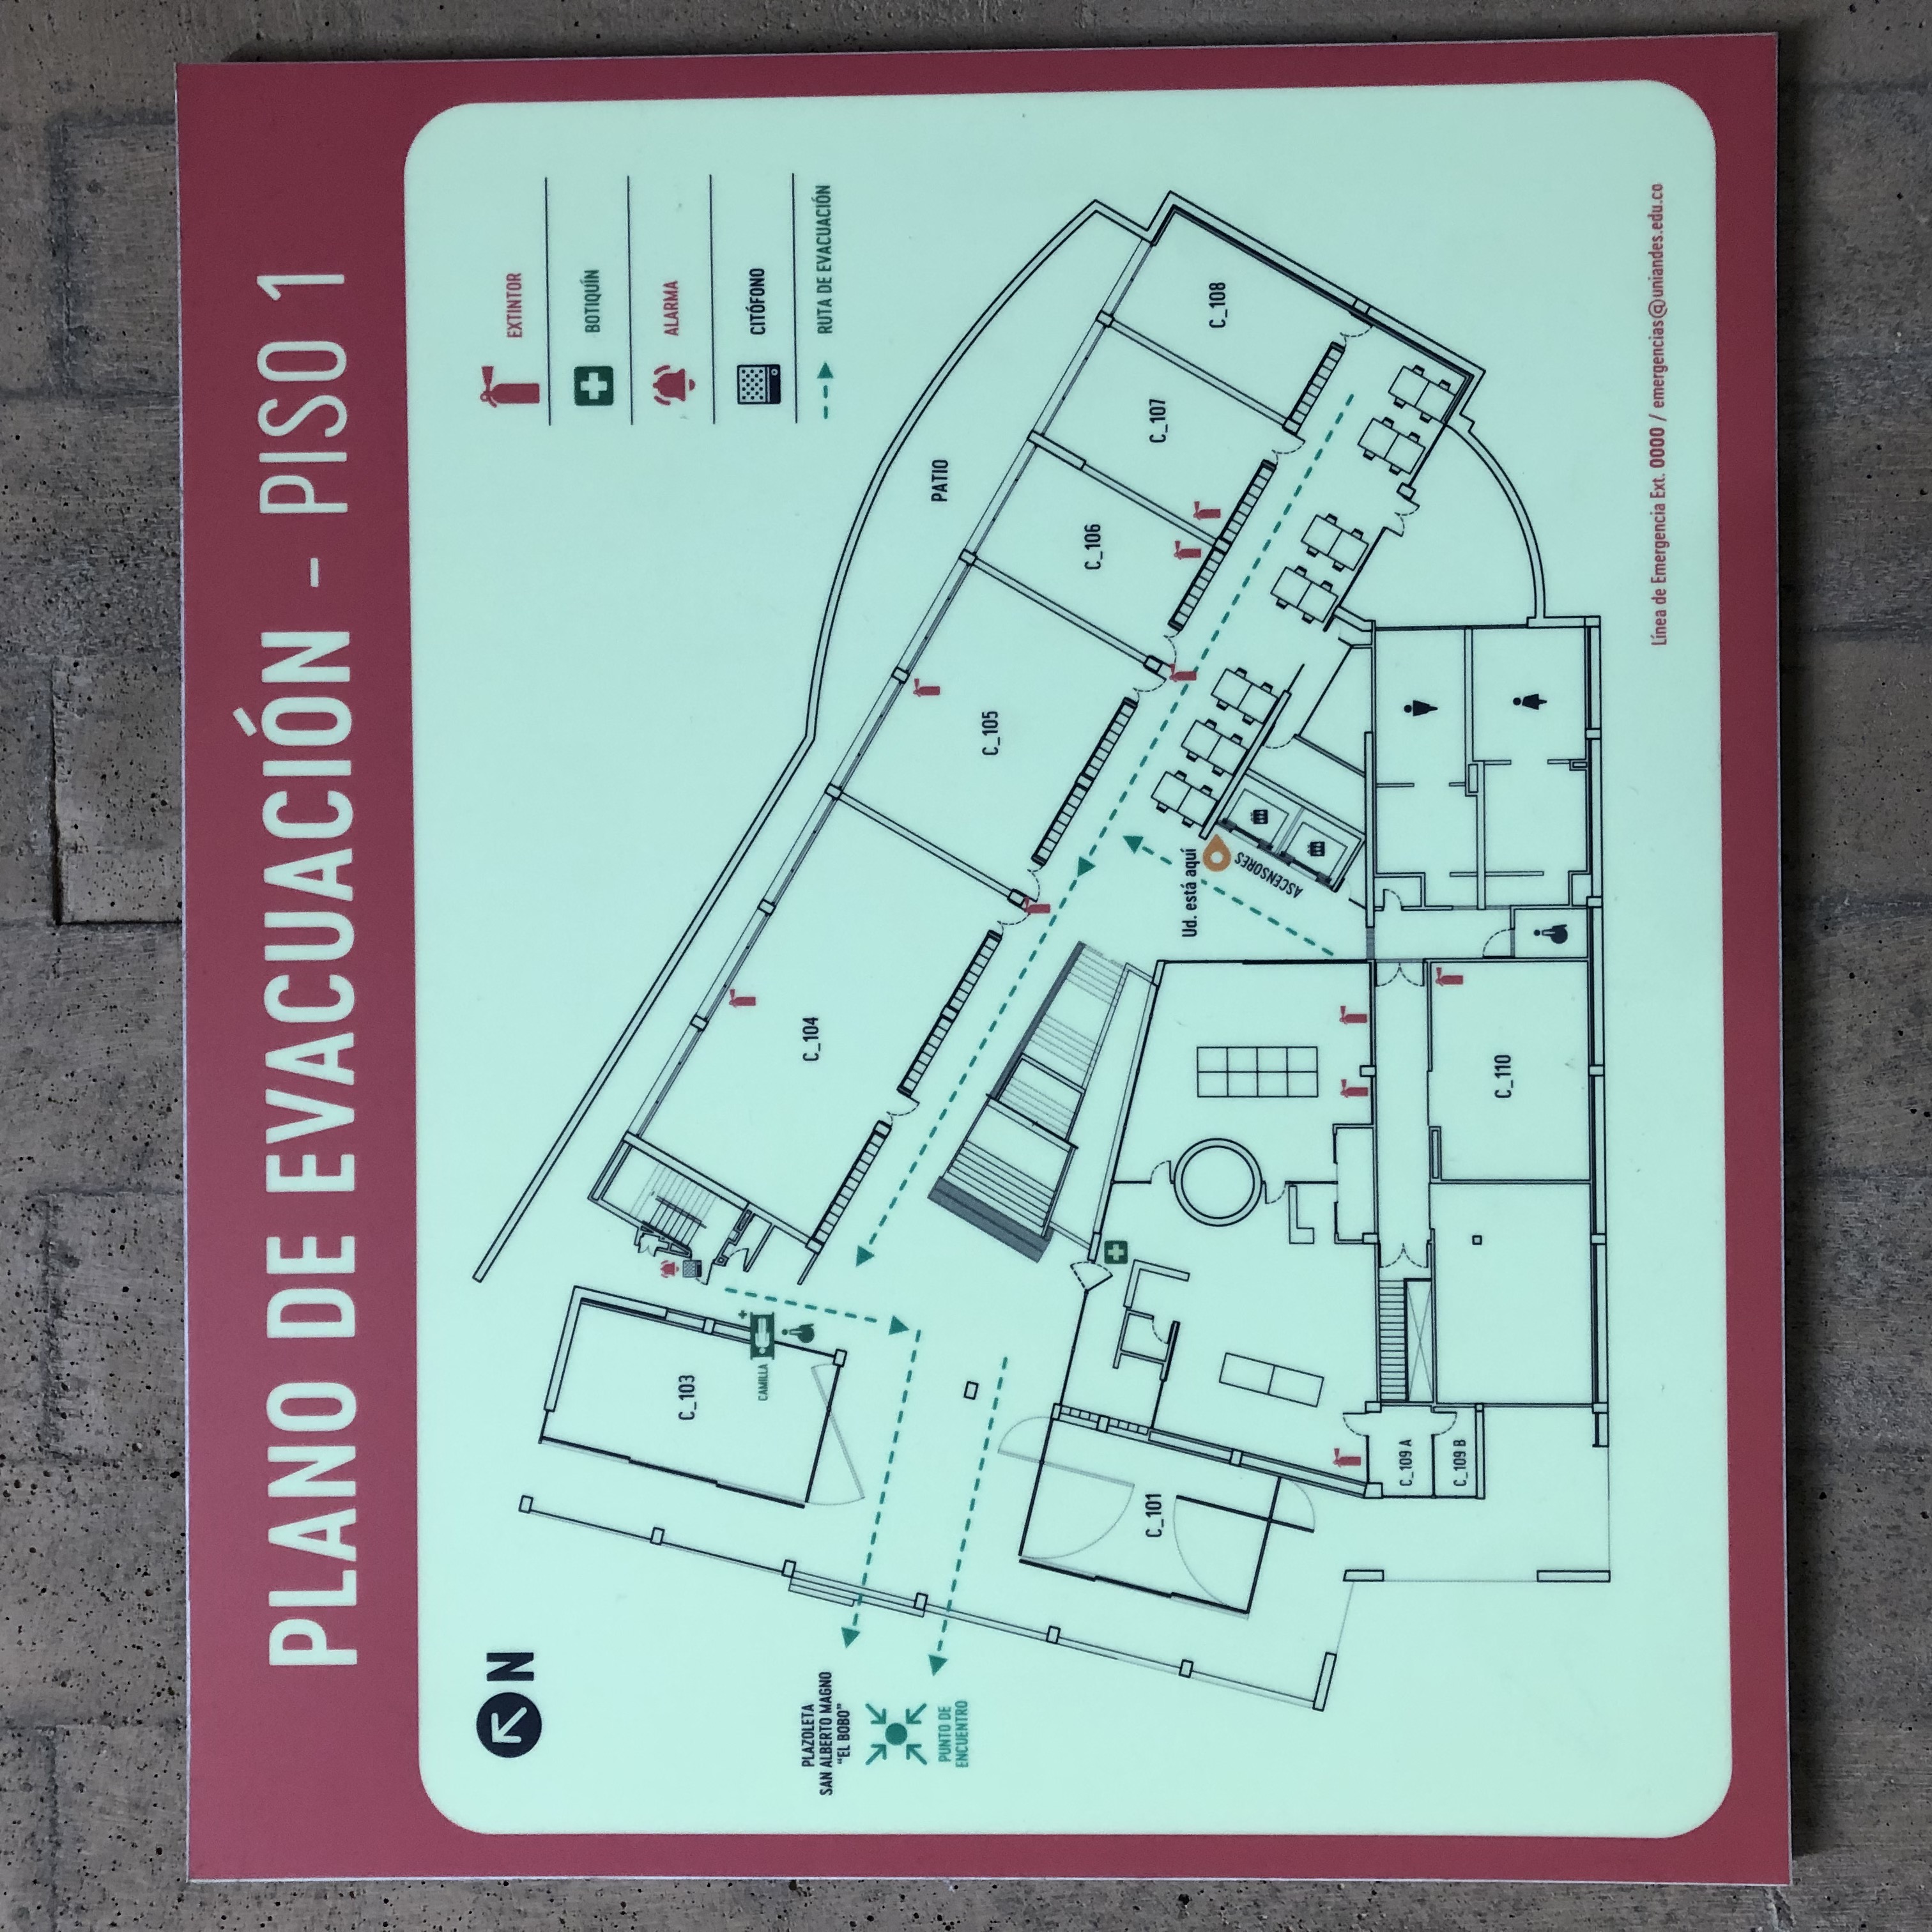 PLANO DE EVACUACIÓN - PISO 1
N
EXTINTOR
BOTIQUÍN
ALARMA
CITÓFONO
RUTA DE EVACUACIÓN
C_103
CAMILLA
PLAZOLETA
SAN ALBERTO MAGNO
"EL BOBO"
PUNTO DE
ENCUENTRO
C_104
C_105
PATIO
C_106
C_107
C_108
C_101
Ud. está aquí
ASCENSORES
C_109 A
C_109 B
C_110
Línea de Emergencia Ext. 0000 / emergencias@uniandes.edu.co